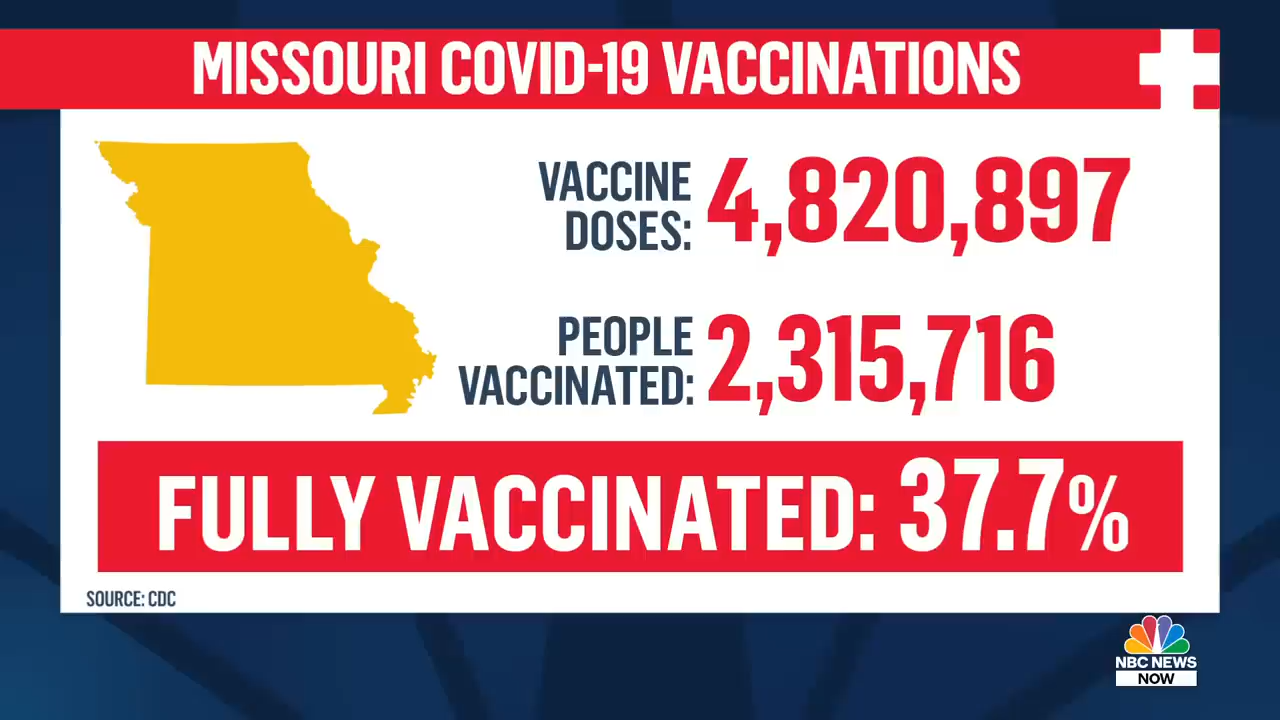 MISSOURI COVID-19 VACCINATIONS
VACCINE
DOSES: 4,820,897
PEOPLE
VACCINATED: 2,315,716
FULLY VACCINATED: 37.7%
SOURCE: CDC
NBC NEWS
NOW